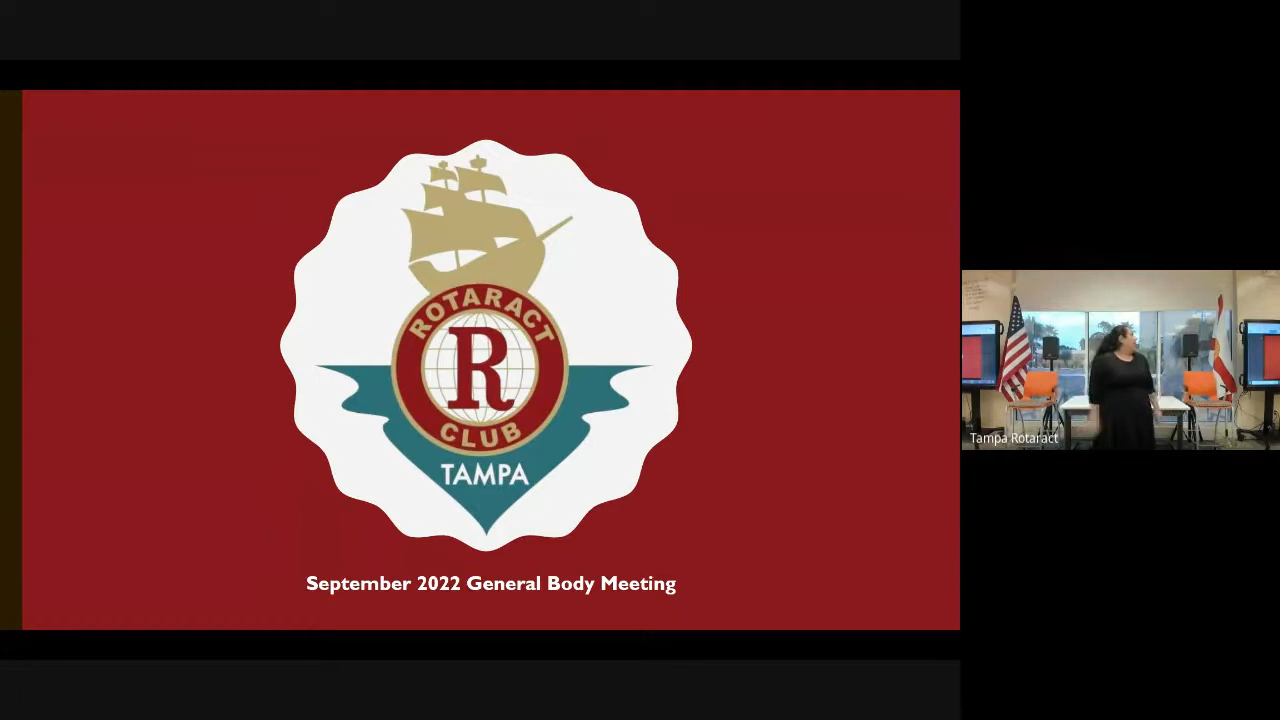 ROTARACT
R
CLUB
TAMPA
September 2022 General Body Meeting
Tampa Rotaract